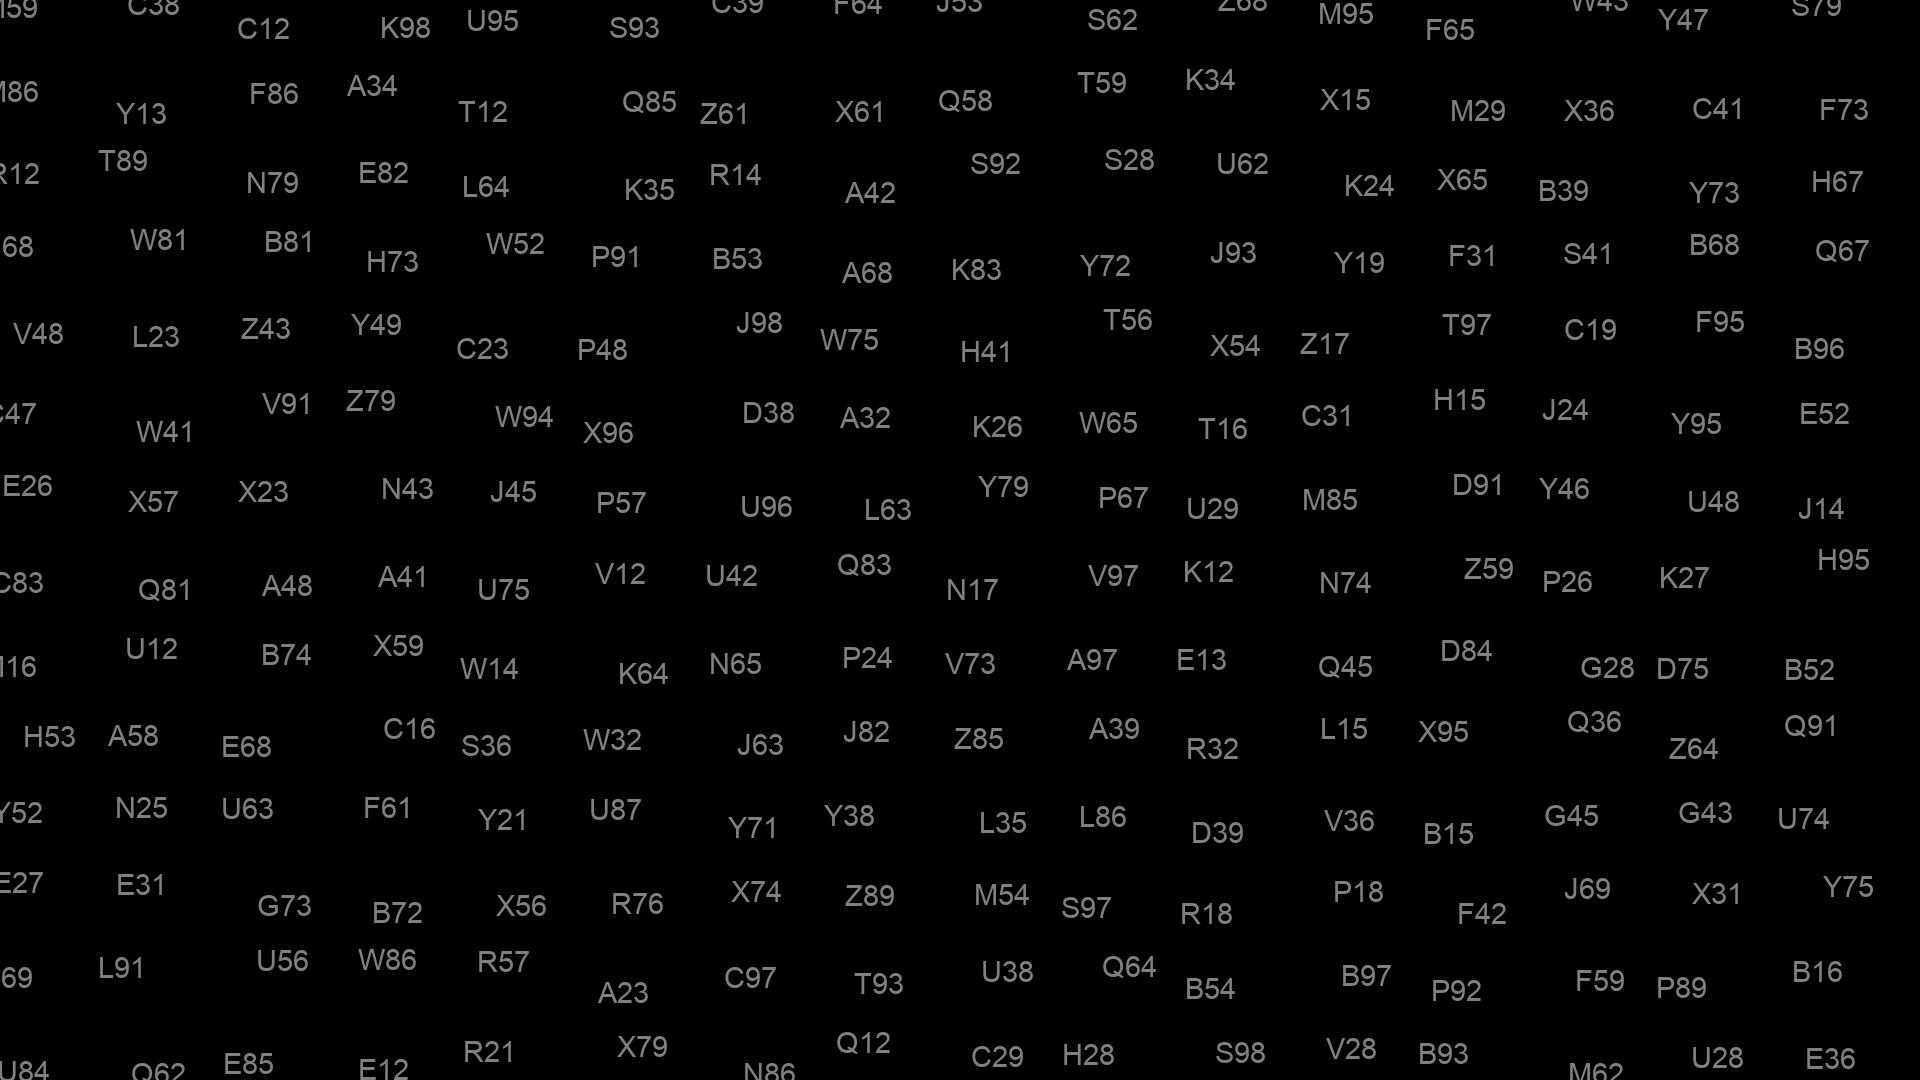 C38 C12 K98 U95 S93 C39 F64 J53 S62 Z68 M95 F65 W43 Y47 S79
M86 Y13 F86 A34 T12 Q85 Z61 X61 Q58 T59 K34 X15 M29 X36 C41 F73
R12 T89 N79 E82 L64 K35 R14 A42 S92 S28 U62 K24 X65 B39 Y73 H67
68 W81 B81 H73 W52 P91 B53 A68 K83 Y72 J93 Y19 F31 S41 B68 Q67
V48 L23 Z43 Y49 C23 P48 J98 W75 H41 T56 X54 Z17 T97 C19 F95 B96
C47 W41 V91 Z79 W94 X96 D38 A32 K26 W65 T16 C31 H15 J24 Y95 E52
E26 X57 X23 N43 J45 P57 U96 L63 Y79 P67 U29 M85 D91 Y46 U48 J14
C83 Q81 A48 A41 U75 V12 U42 Q83 N17 V97 K12 N74 Z59 P26 K27 H95
16 U12 B74 X59 W14 K64 N65 P24 V73 A97 E13 Q45 D84 G28 D75 B52
H53 A58 E68 C16 S36 W32 J63 J82 Z85 A39 R32 L15 X95 Q36 Z64 Q91
Y52 N25 U63 F61 Y21 U87 Y71 Y38 L35 L86 D39 V36 B15 G45 G43 U74
E27 E31 G73 B72 X56 R76 X74 Z89 M54 S97 R18 P18 F42 J69 X31 Y75
69 L91 U56 W86 R57 A23 C97 T93 U38 Q64 B54 B97 P92 F59 P89 B16
U84 Q62 E85 E12 R21 X79 N86 Q12 C29 H28 S98 V28 B93 M62 U28 E36